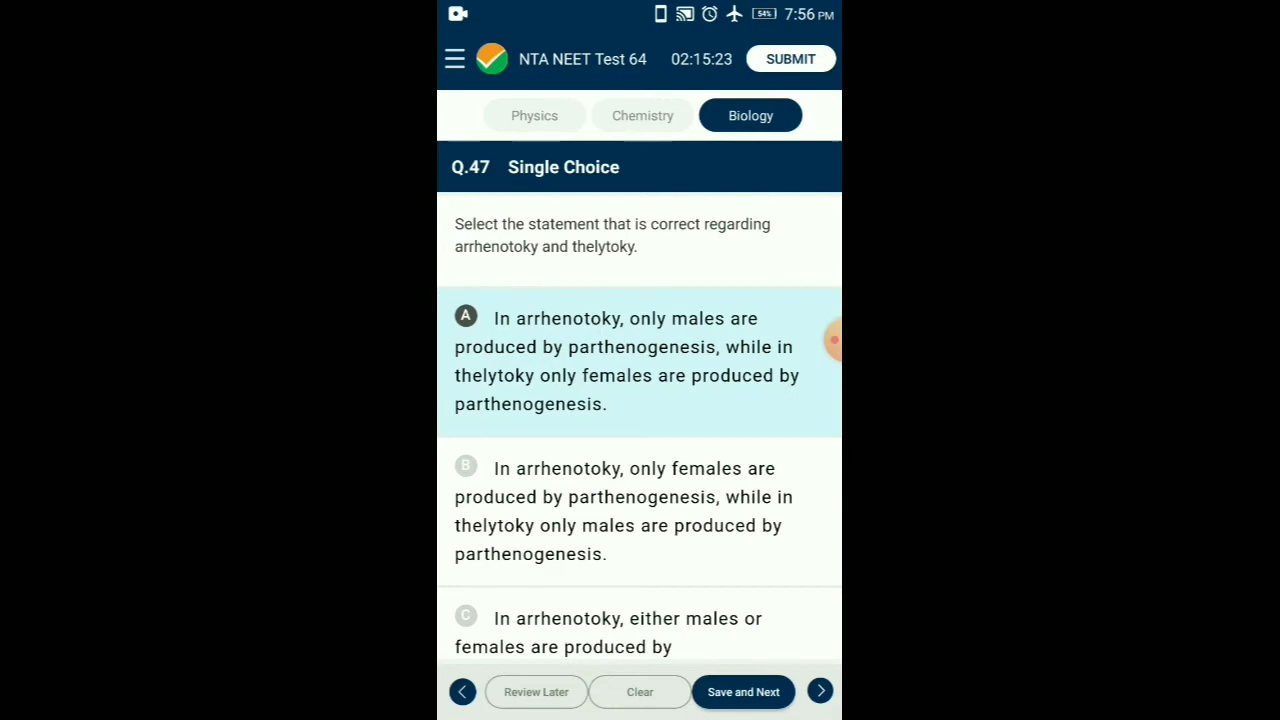 54% 7:56 PM
NTA NEET Test 64 02:15:23 SUBMIT
Physics Chemistry Biology
Q.47 Single Choice
Select the statement that is correct regarding
arrhenotoky and thelytoky.
A In arrhenotoky, only males are
produced by parthenogenesis, while in
thelytoky only females are produced by
parthenogenesis.
B In arrhenotoky, only females are
produced by parthenogenesis, while in
thelytoky only males are produced by
parthenogenesis.
C In arrhenotoky, either males or
females are produced by
Review Later Clear Save and Next